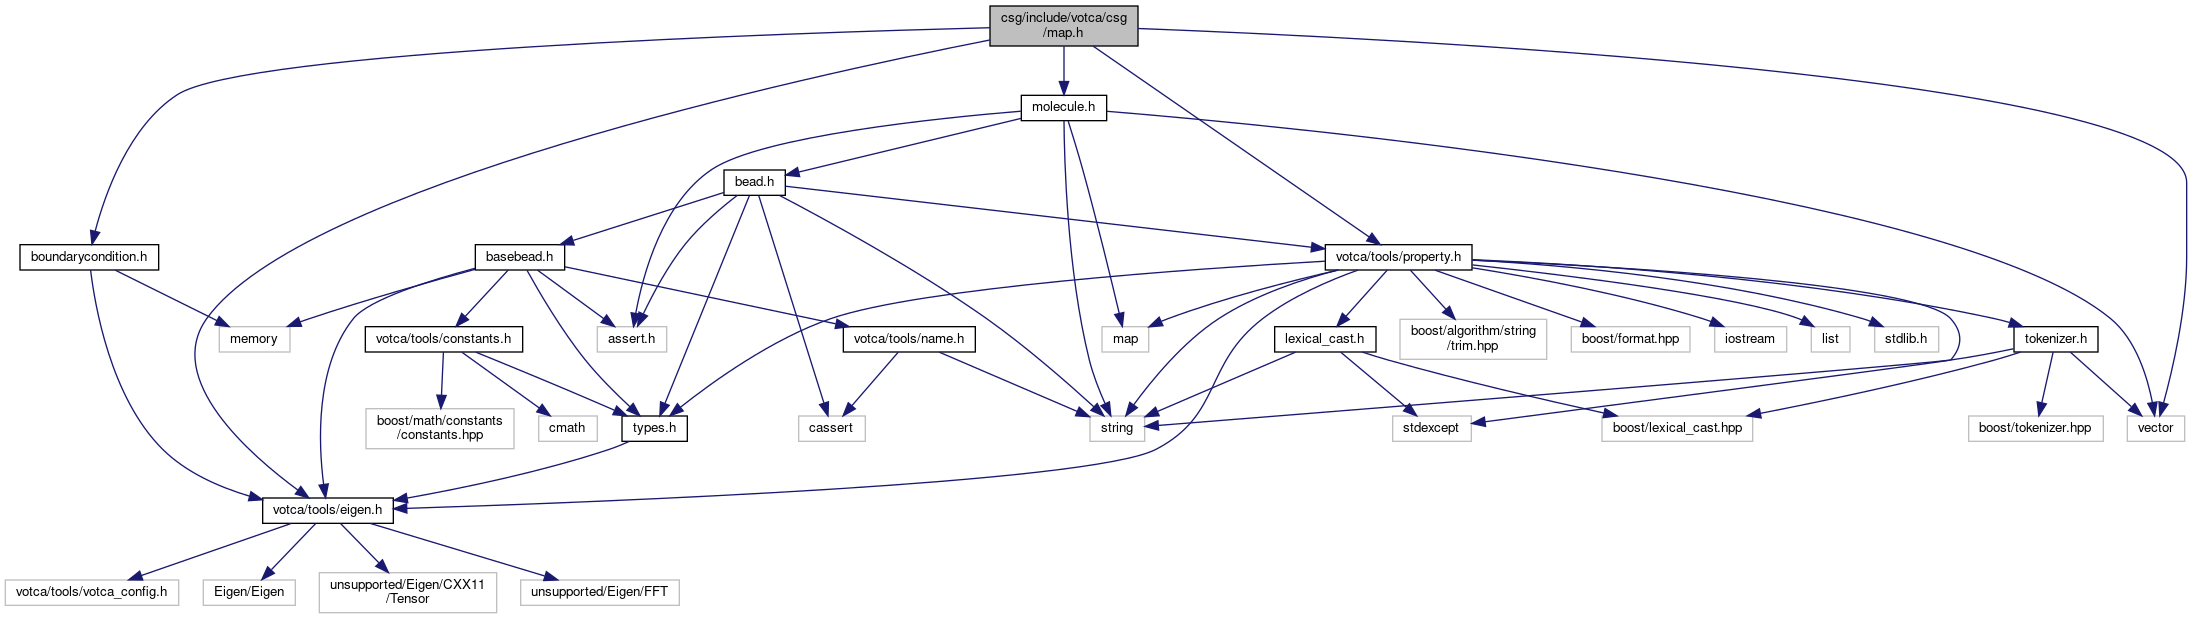 csg/include/votca/csg
/map.h
molecule.h
bead.h
boundarycondition.h
basebead.h
votca/tools/property.h
memory
votca/tools/constants.h
assert.h
votca/tools/name.h
map
lexical_cast.h
boost/algorithm/string
/trim.hpp
boost/format.hpp
iostream
list
stdlib.h
tokenizer.h
boost/math/constants
/constants.hpp
cmath
types.h
cassert
string
stdexcept
boost/lexical_cast.hpp
boost/tokenizer.hpp
vector
votca/tools/eigen.h
votca/tools/votca_config.h
Eigen/Eigen
unsupported/Eigen/CXX11
/Tensor
unsupported/Eigen/FFT